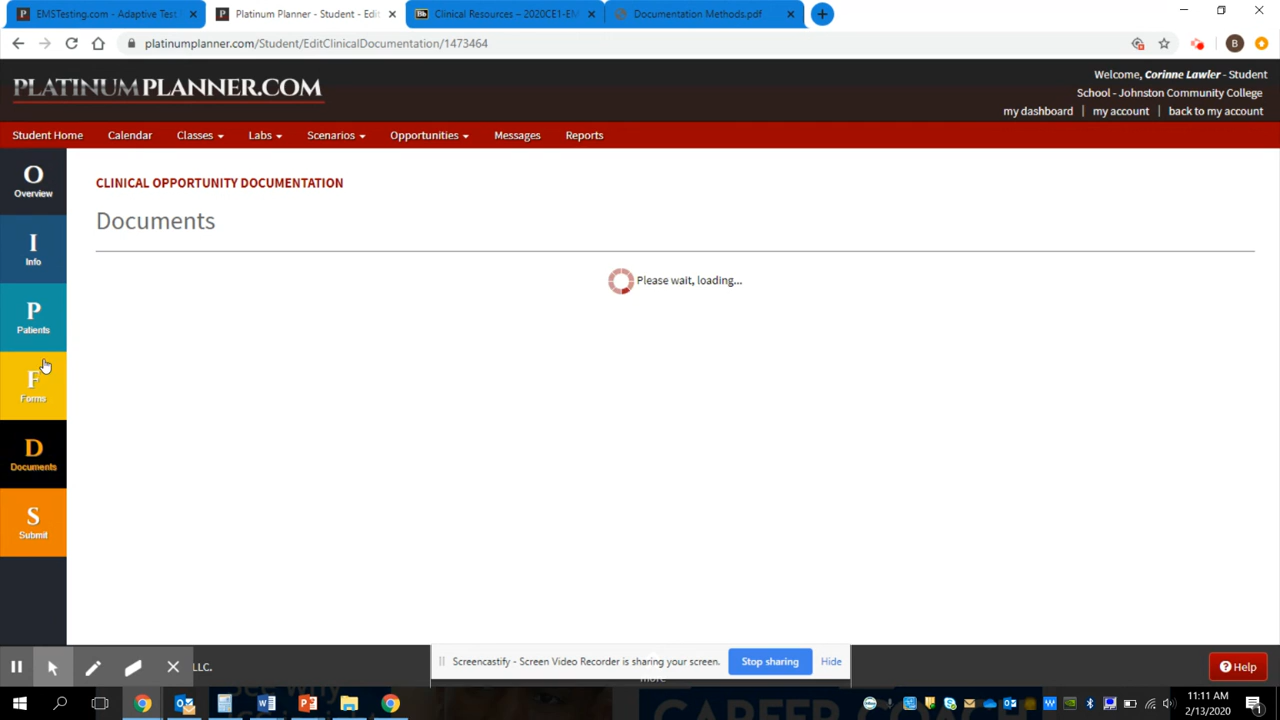 EMSTesting.com - Adaptive Test
Platinum Planner - Student - Edit
Clinical Resources – 2020CE1-EM
Documentation Methods.pdf
platinumplanner.com/Student/EditClinicalDocumentation/1473464
B
PLATINUMPLANNER.COM
Welcome, Corinne Lawler - Student
School - Johnston Community College
my dashboard | my account | back to my account
Student Home Calendar Classes Labs Scenarios Opportunities Messages Reports
O
Overview
CLINICAL OPPORTUNITY DOCUMENTATION
Documents
I
Info
Please wait, loading...
P
Patients
F
Forms
D
Documents
S
Submit
LLC.
Screencastify - Screen Video Recorder is sharing your screen.
Stop sharing
Hide
Help
more
11:11 AM
2/13/2020